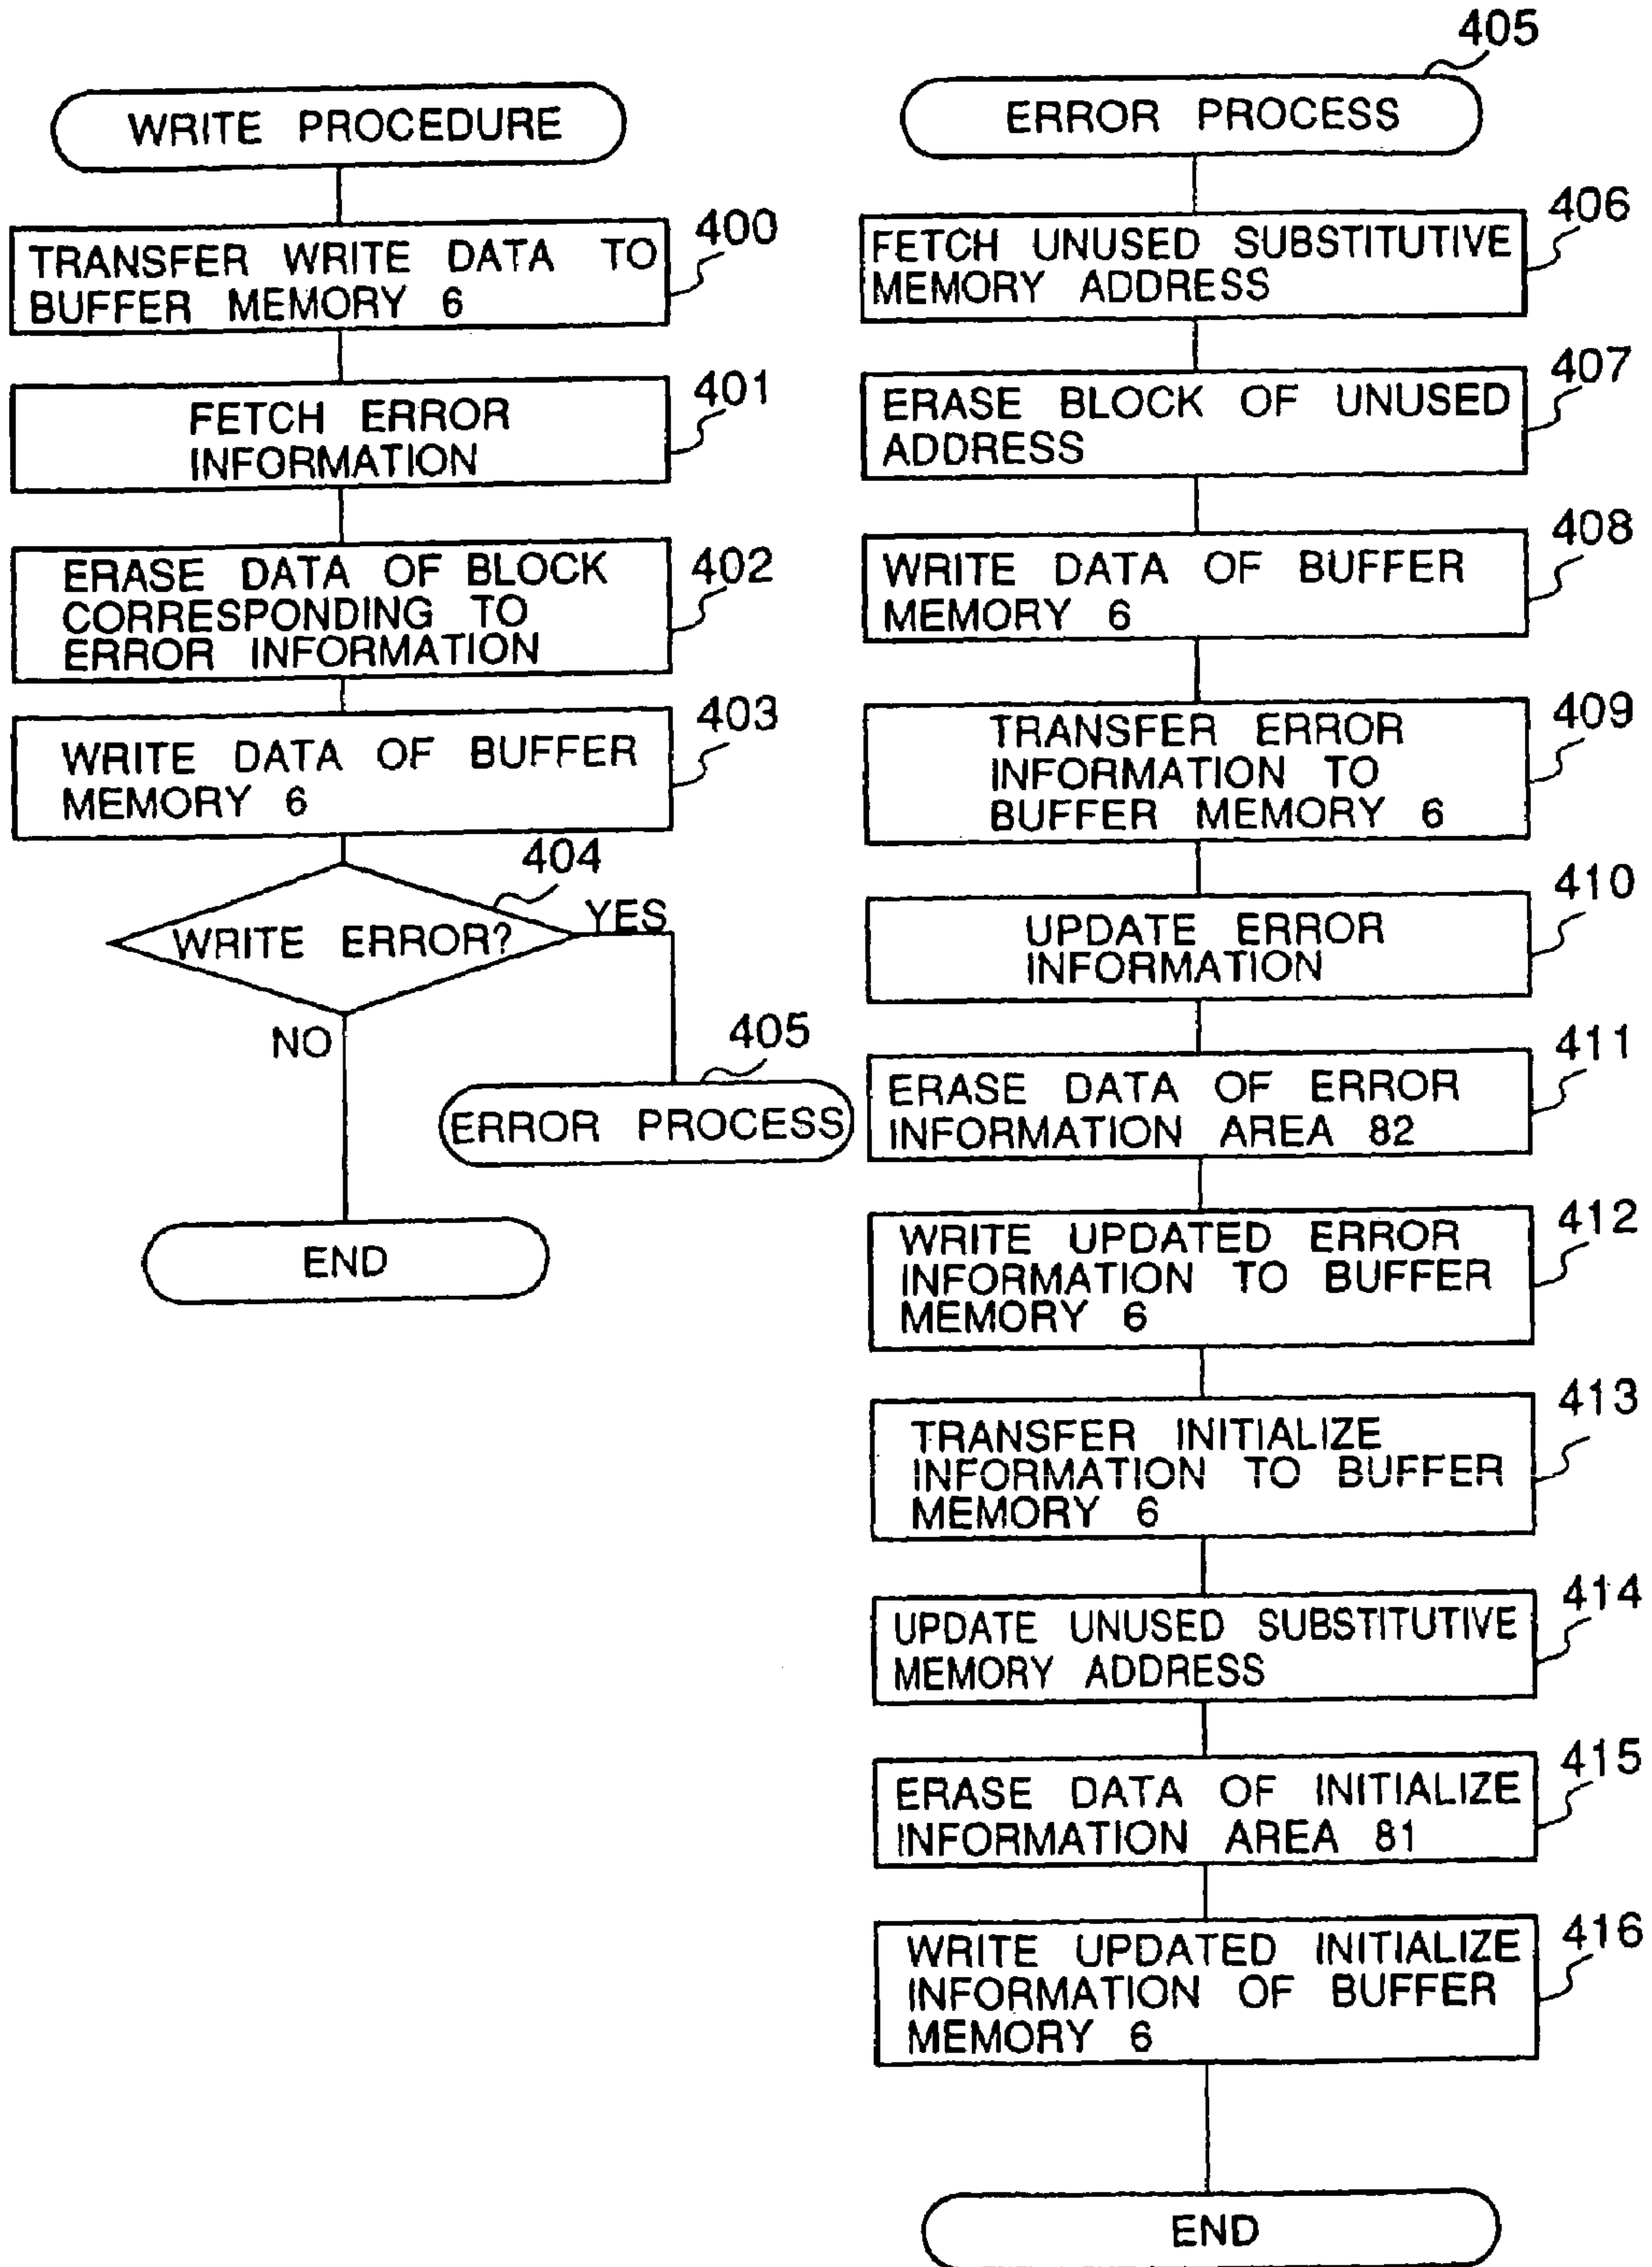 WRITE PROCEDURE
TRANSFER WRITE DATA TO
BUFFER MEMORY 6
400
FETCH ERROR
INFORMATION
401
ERASE DATA OF BLOCK
CORRESPONDING TO
ERROR INFORMATION
402
WRITE DATA OF BUFFER
MEMORY 6
403
404
WRITE ERROR?
YES
NO
405
ERROR PROCESS
END
405
ERROR PROCESS
FETCH UNUSED SUBSTITUTIVE
MEMORY ADDRESS
406
ERASE BLOCK OF UNUSED
ADDRESS
407
WRITE DATA OF BUFFER
MEMORY 6
408
TRANSFER ERROR
INFORMATION TO
BUFFER MEMORY 6
409
UPDATE ERROR
INFORMATION
410
ERASE DATA OF ERROR
INFORMATION AREA 82
411
WRITE UPDATED ERROR
INFORMATION TO BUFFER
MEMORY 6
412
TRANSFER INITIALIZE
INFORMATION TO BUFFER
MEMORY 6
413
UPDATE UNUSED SUBSTITUTIVE
MEMORY ADDRESS
414
ERASE DATA OF INITIALIZE
INFORMATION AREA 81
415
WRITE UPDATED INITIALIZE
INFORMATION OF BUFFER
MEMORY 6
416
END